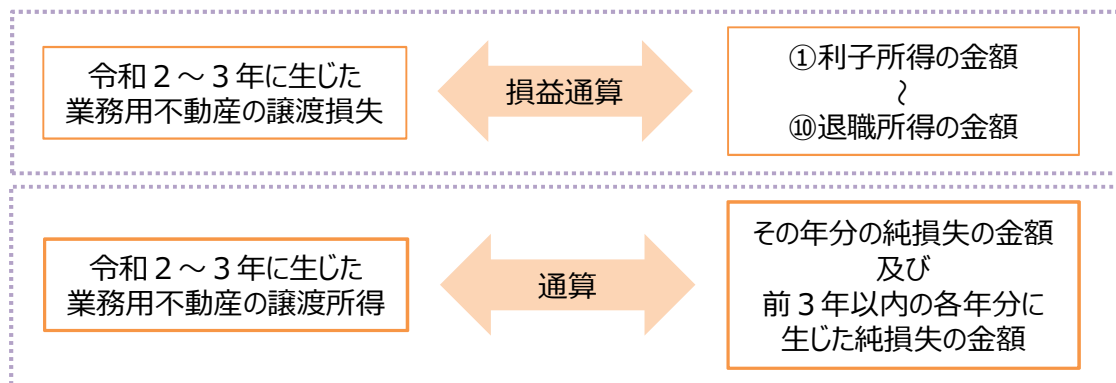 令和２～３年に生じた
業務用不動産の譲渡損失
損益通算
①利子所得の金額
～
⑩退職所得の金額
令和２～３年に生じた
業務用不動産の譲渡所得
通算
その年分の純損失の金額
及び
前３年以内の各年分に
生じた純損失の金額